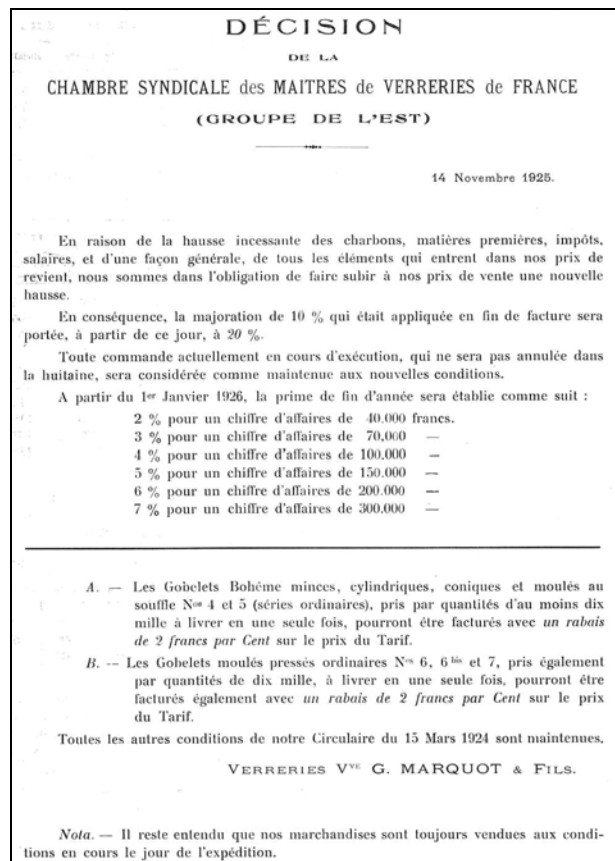 DÉCISION
DE LA
CHAMBRE SYNDICALE des MAITRES de VERRERIES de FRANCE
(GROUPE DE L'EST)
14 Novembre 1925.
En raison de la hausse incessante des charbons, matières premières, impôts,
salaires, et d'une façon générale, de tous les éléments qui entrent dans nos prix de
revient, nous sommes dans l'obligation de faire subir à nos prix de vente une nouvelle
hausse.
En conséquence, la majoration de 10 % qui était appliquée en fin de facture sera
portée, à partir de ce jour, à 20 %.
Toute commande actuellement en cours d'exécution, qui ne sera pas annulée dans
la huitaine, sera considérée comme maintenue aux nouvelles conditions.
A partir du 1er Janvier 1926, la prime de fin d'année sera établie comme suit :
2 % pour un chiffre d'affaires de 40.000 francs.
3 % pour un chiffre d'affaires de 70.000 —
4 % pour un chiffre d'affaires de 100.000 —
5 % pour un chiffre d'affaires de 150.000 —
6 % pour un chiffre d'affaires de 200.000 —
7 % pour un chiffre d'affaires de 300.000 —
A. — Les Gobelets Bohême minces, cylindriques, coniques et moulés au
souffle Nos 4 et 5 (séries ordinaires), pris par quantités d'au moins dix
mille à livrer en une seule fois, pourront être facturés avec un rabais
de 2 francs par Cent sur le prix du Tarif.
B. -- Les Gobelets moulés pressés ordinaires Nos 6, 6 bis et 7, pris également
par quantités de dix mille, à livrer en une seule fois, pourront être
facturés également avec un rabais de 2 francs par Cent sur le prix
du Tarif.
Toutes les autres conditions de notre Circulaire du 15 Mars 1924 sont maintenues.
VERRERIES VVE G. MARQUOT & FILS.
Nota. — Il reste entendu que nos marchandises sont toujours vendues aux condi-
tions en cours le jour de l'expédition.